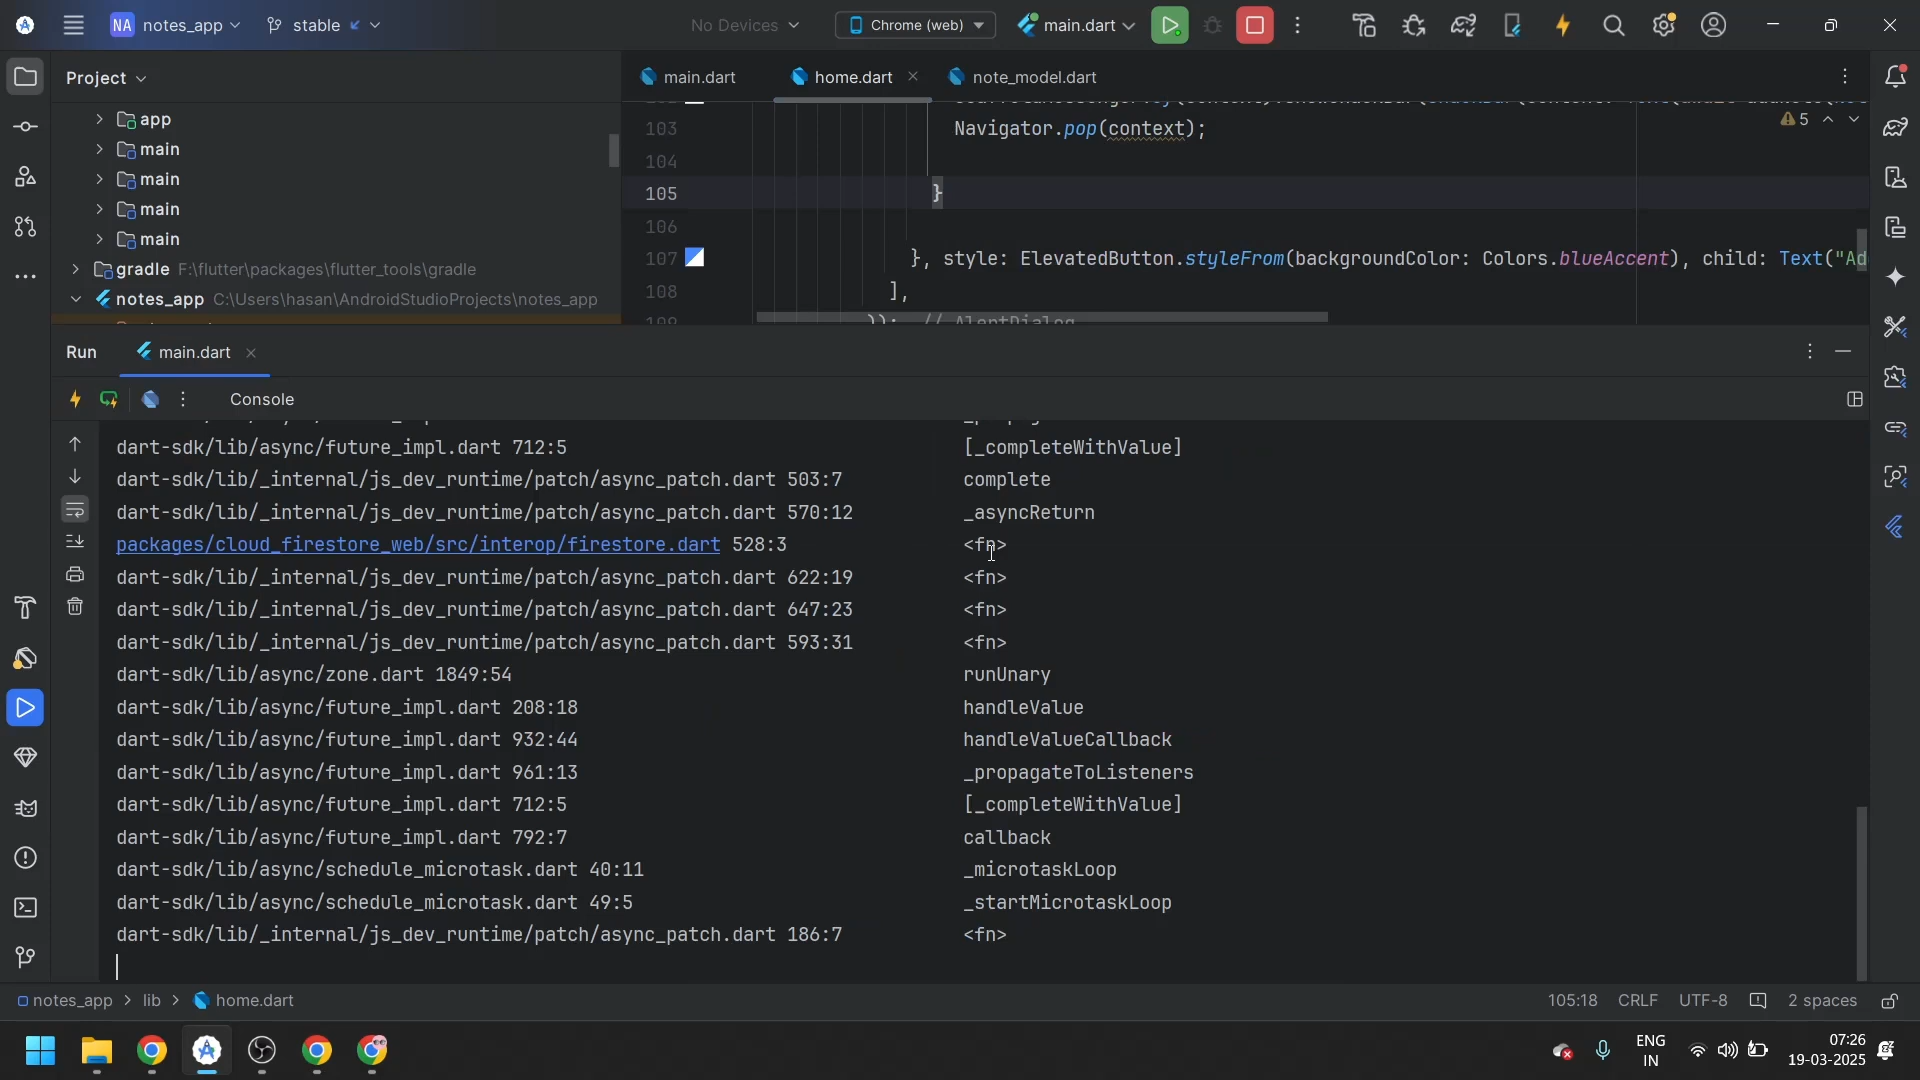 NA notes_app
stable
No Devices
Chrome (web)
main.dart
Project
main.dart
home.dart
note_model.dart
app
main
main
main
main
gradle F:\flutter\packages\flutter_tools\gradle
notes_app C:\Users\hasan\AndroidStudioProjects\notes_app
103 Navigator.pop(context);
5
104
105 }
106
107 }, style: ElevatedButton.styleFrom(backgroundColor: Colors.blueAccent), child: Text("Ad
108 ],
109 )); // AlertDialog
Run
main.dart
Console
dart-sdk/lib/async/future_impl.dart 712:5 [_completeWithValue]
dart-sdk/lib/_internal/js_dev_runtime/patch/async_patch.dart 503:7 complete
dart-sdk/lib/_internal/js_dev_runtime/patch/async_patch.dart 570:12 _asyncReturn
packages/cloud_firestore_web/src/interop/firestore.dart 528:3 <fn>
dart-sdk/lib/_internal/js_dev_runtime/patch/async_patch.dart 622:19 <fn>
dart-sdk/lib/_internal/js_dev_runtime/patch/async_patch.dart 647:23 <fn>
dart-sdk/lib/_internal/js_dev_runtime/patch/async_patch.dart 593:31 <fn>
dart-sdk/lib/async/zone.dart 1849:54 runUnary
dart-sdk/lib/async/future_impl.dart 208:18 handleValue
dart-sdk/lib/async/future_impl.dart 932:44 handleValueCallback
dart-sdk/lib/async/future_impl.dart 961:13 _propagateToListeners
dart-sdk/lib/async/future_impl.dart 712:5 [_completeWithValue]
dart-sdk/lib/async/future_impl.dart 792:7 callback
dart-sdk/lib/async/schedule_microtask.dart 40:11 _microtaskLoop
dart-sdk/lib/async/schedule_microtask.dart 49:5 _startMicrotaskLoop
dart-sdk/lib/_internal/js_dev_runtime/patch/async_patch.dart 186:7 <fn>
notes_app > lib > home.dart
105:18 CRLF UTF-8 2 spaces
ENG
IN
07:26
19-03-2025